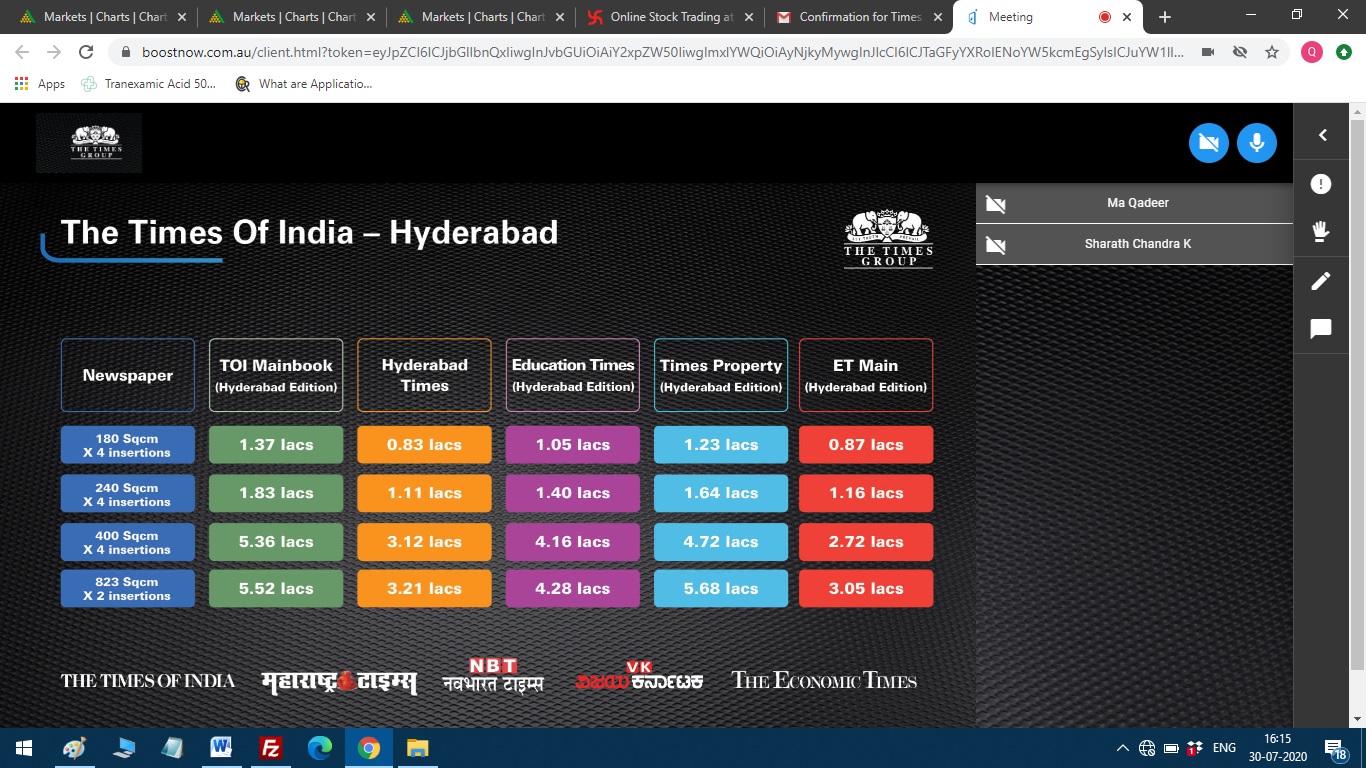 Markets | Charts | Chart
Markets | Charts | Chart
Markets | Charts | Chart
Online Stock Trading at
Confirmation for Times
Meeting
Apps
Tranexamic Acid 50...
What are Applicatio...
Q
THE TIMES
GROUP
The Times Of India – Hyderabad
THE TIMES
GROUP
Ma Qadeer
Sharath Chandra K
Newspaper
TOI Mainbook
(Hyderabad Edition)
Hyderabad
Times
Education Times
(Hyderabad Edition)
Times Property
(Hyderabad Edition)
ET Main
(Hyderabad Edition)
180 Sqcm
X 4 insertions
1.37 lacs
0.83 lacs
1.05 lacs
1.23 lacs
0.87 lacs
240 Sqcm
X 4 insertions
1.83 lacs
1.11 lacs
1.40 lacs
1.64 lacs
1.16 lacs
400 Sqcm
X 4 insertions
5.36 lacs
3.12 lacs
4.16 lacs
4.72 lacs
2.72 lacs
823 Sqcm
X 2 insertions
5.52 lacs
3.21 lacs
4.28 lacs
5.68 lacs
3.05 lacs
THE TIMES OF INDIA
महाराष्ट्र टाइम्स
NBT
नवभारत टाइम्स
VK
ವಿಜಯ ಕರ್ನಾಟಕ
THE ECONOMIC TIMES
ENG
16:15
30-07-2020
18